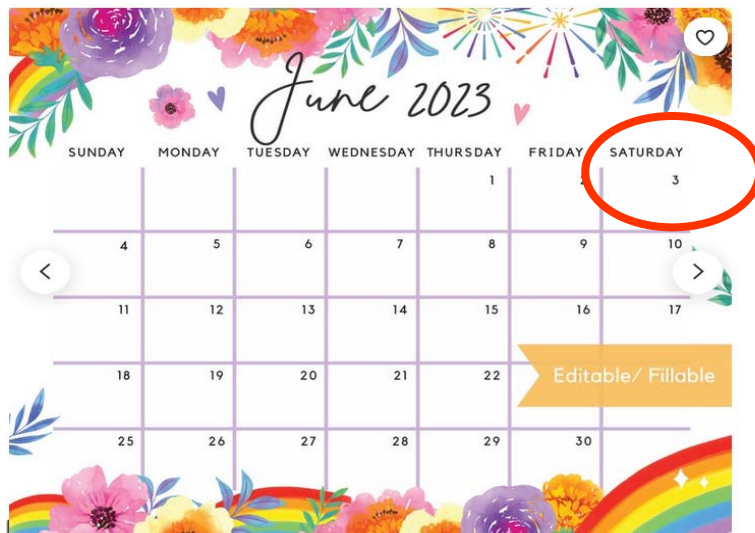 June 2023
SUNDAY MONDAY TUESDAY WEDNESDAY THURSDAY FRIDAY SATURDAY
1 2 3
4 5 6 7 8 9 10
11 12 13 14 15 16 17
18 19 20 21 22
Editable/ Fillable
25 26 27 28 29 30